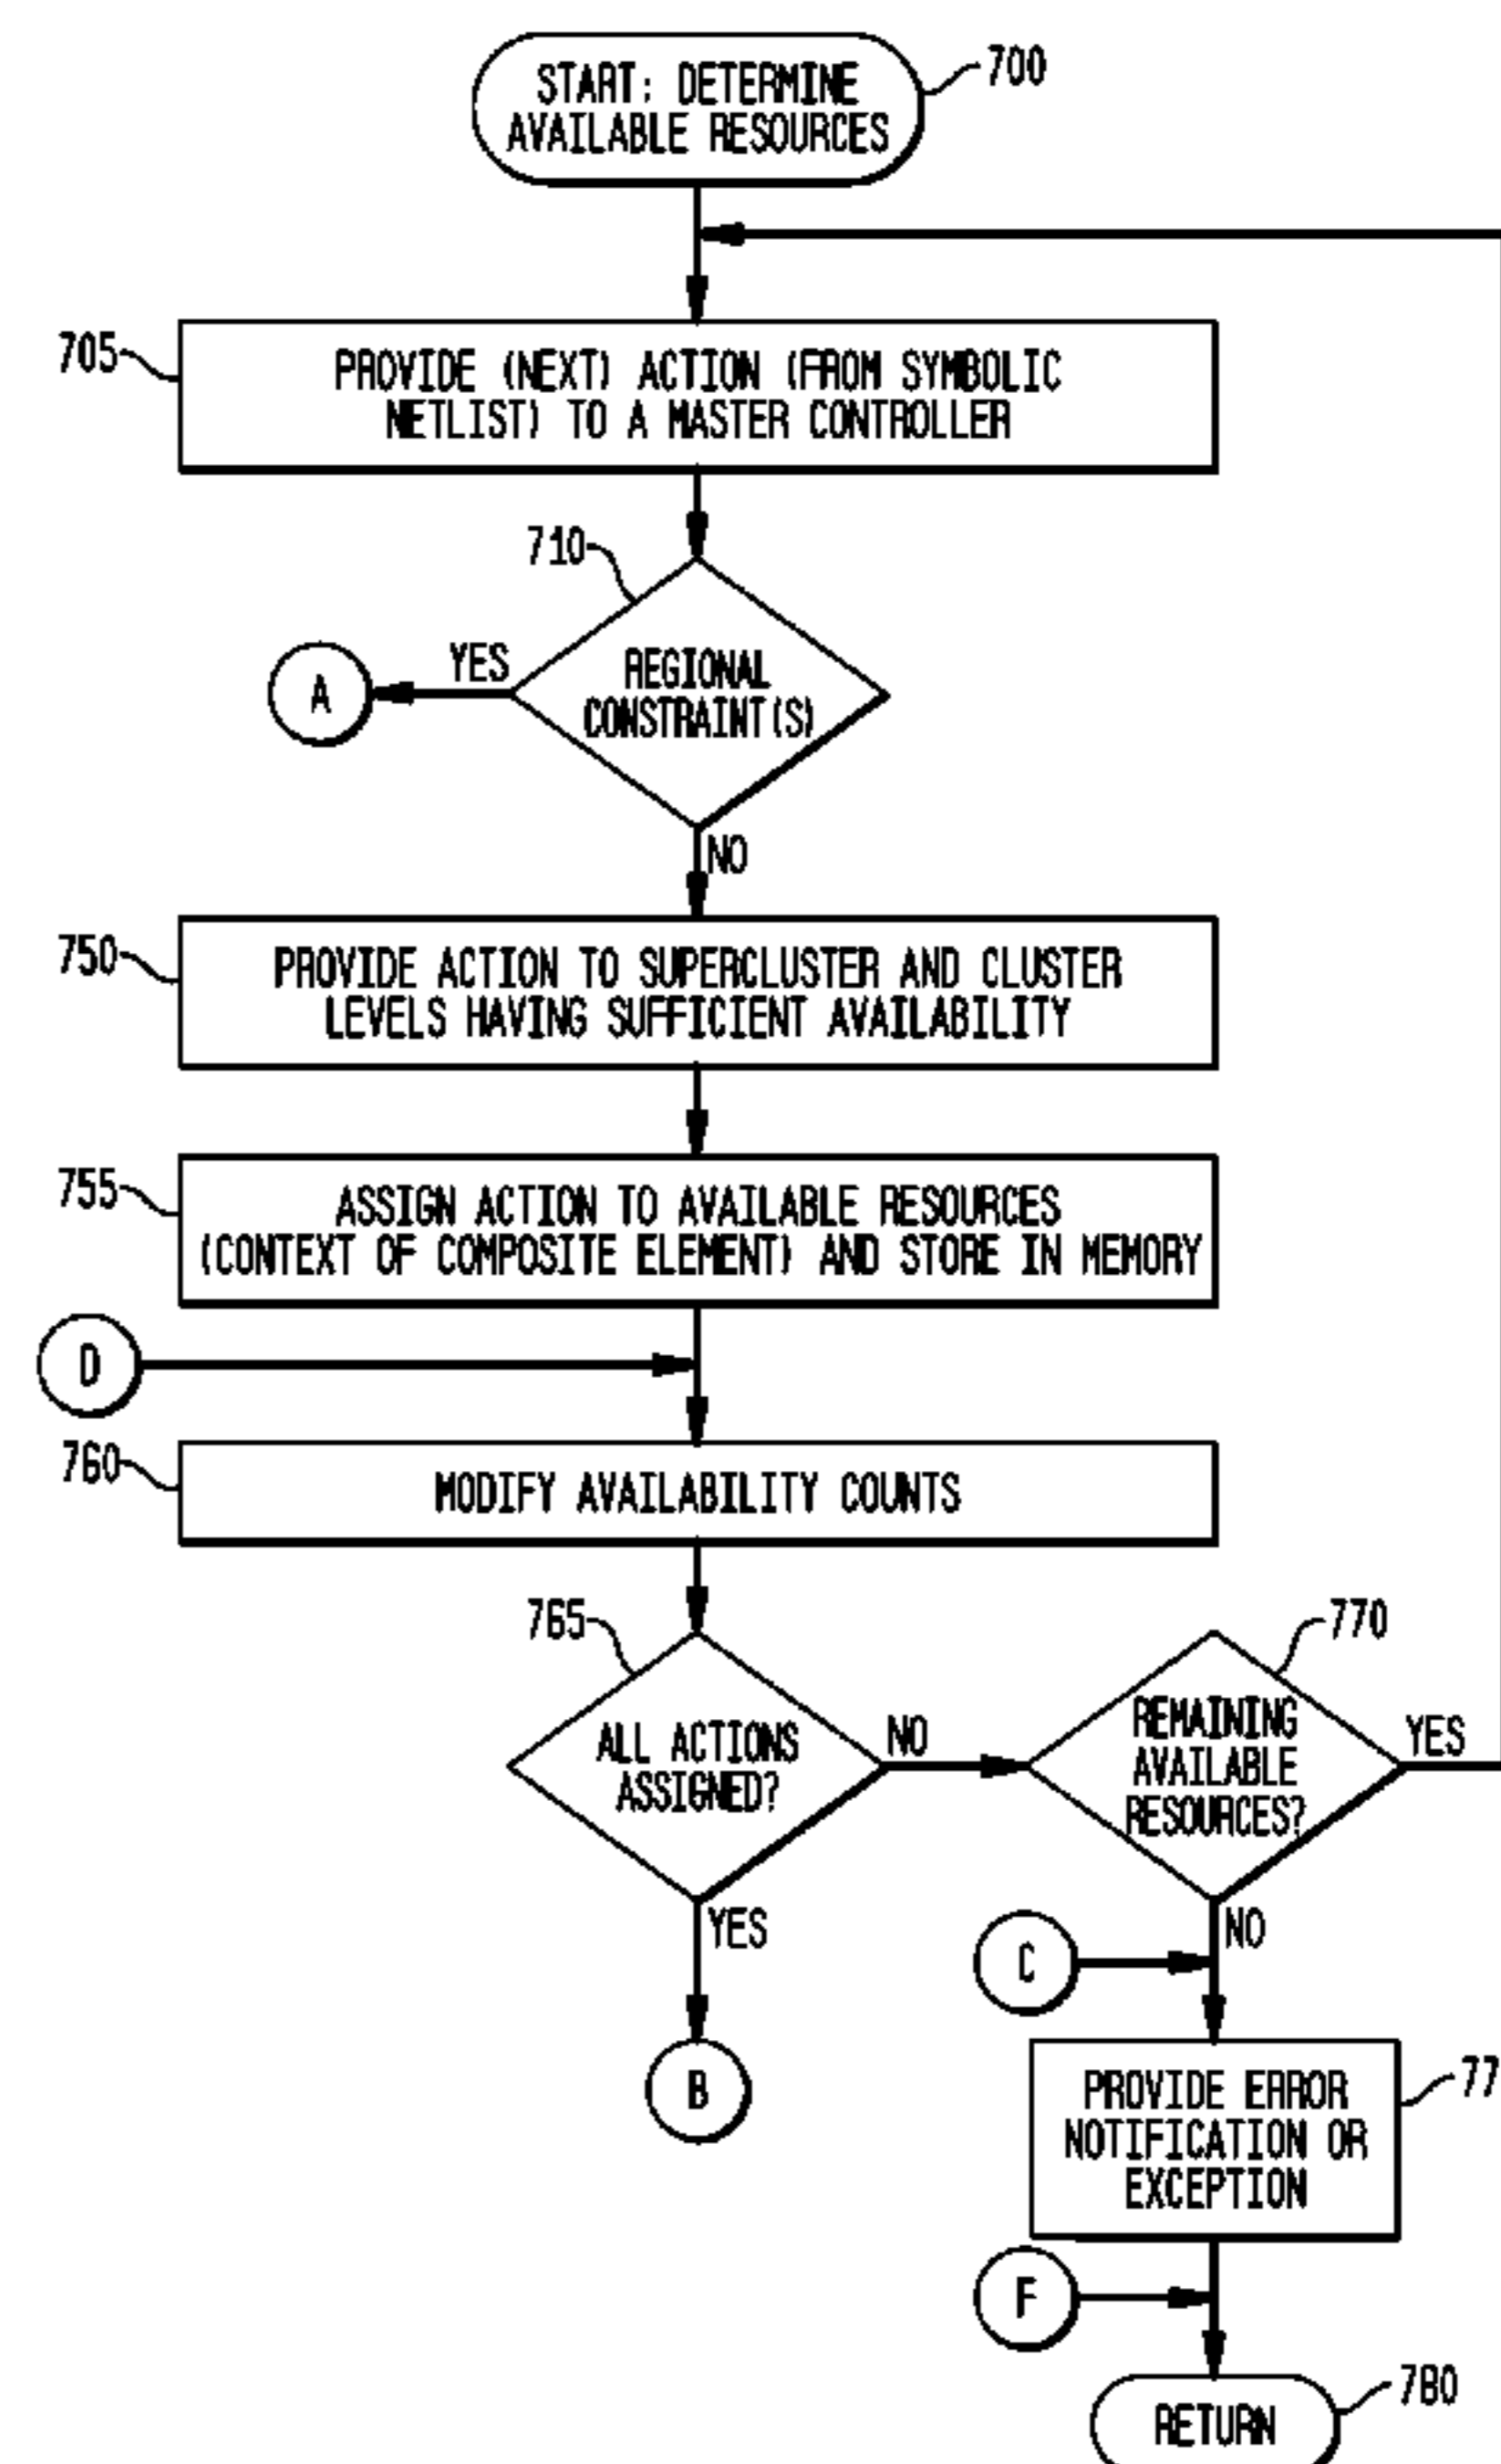 START: DETERMINE
AVAILABLE RESOURCES
700
705
PROVIDE (NEXT) ACTION (FROM SYMBOLIC
NETLIST) TO A MASTER CONTROLLER
710
REGIONAL
CONSTRAINT(S)
YES
A
NO
750
PROVIDE ACTION TO SUPERCLUSTER AND CLUSTER
LEVELS HAVING SUFFICIENT AVAILABILITY
755
ASSIGN ACTION TO AVAILABLE RESOURCES
(CONTEXT OF COMPOSITE ELEMENT) AND STORE IN MEMORY
D
760
MODIFY AVAILABILITY COUNTS
765
ALL ACTIONS
ASSIGNED?
NO
770
REMAINING
AVAILABLE
RESOURCES?
YES
YES
B
NO
C
PROVIDE ERROR
NOTIFICATION OR
EXCEPTION
77
F
RETURN
780